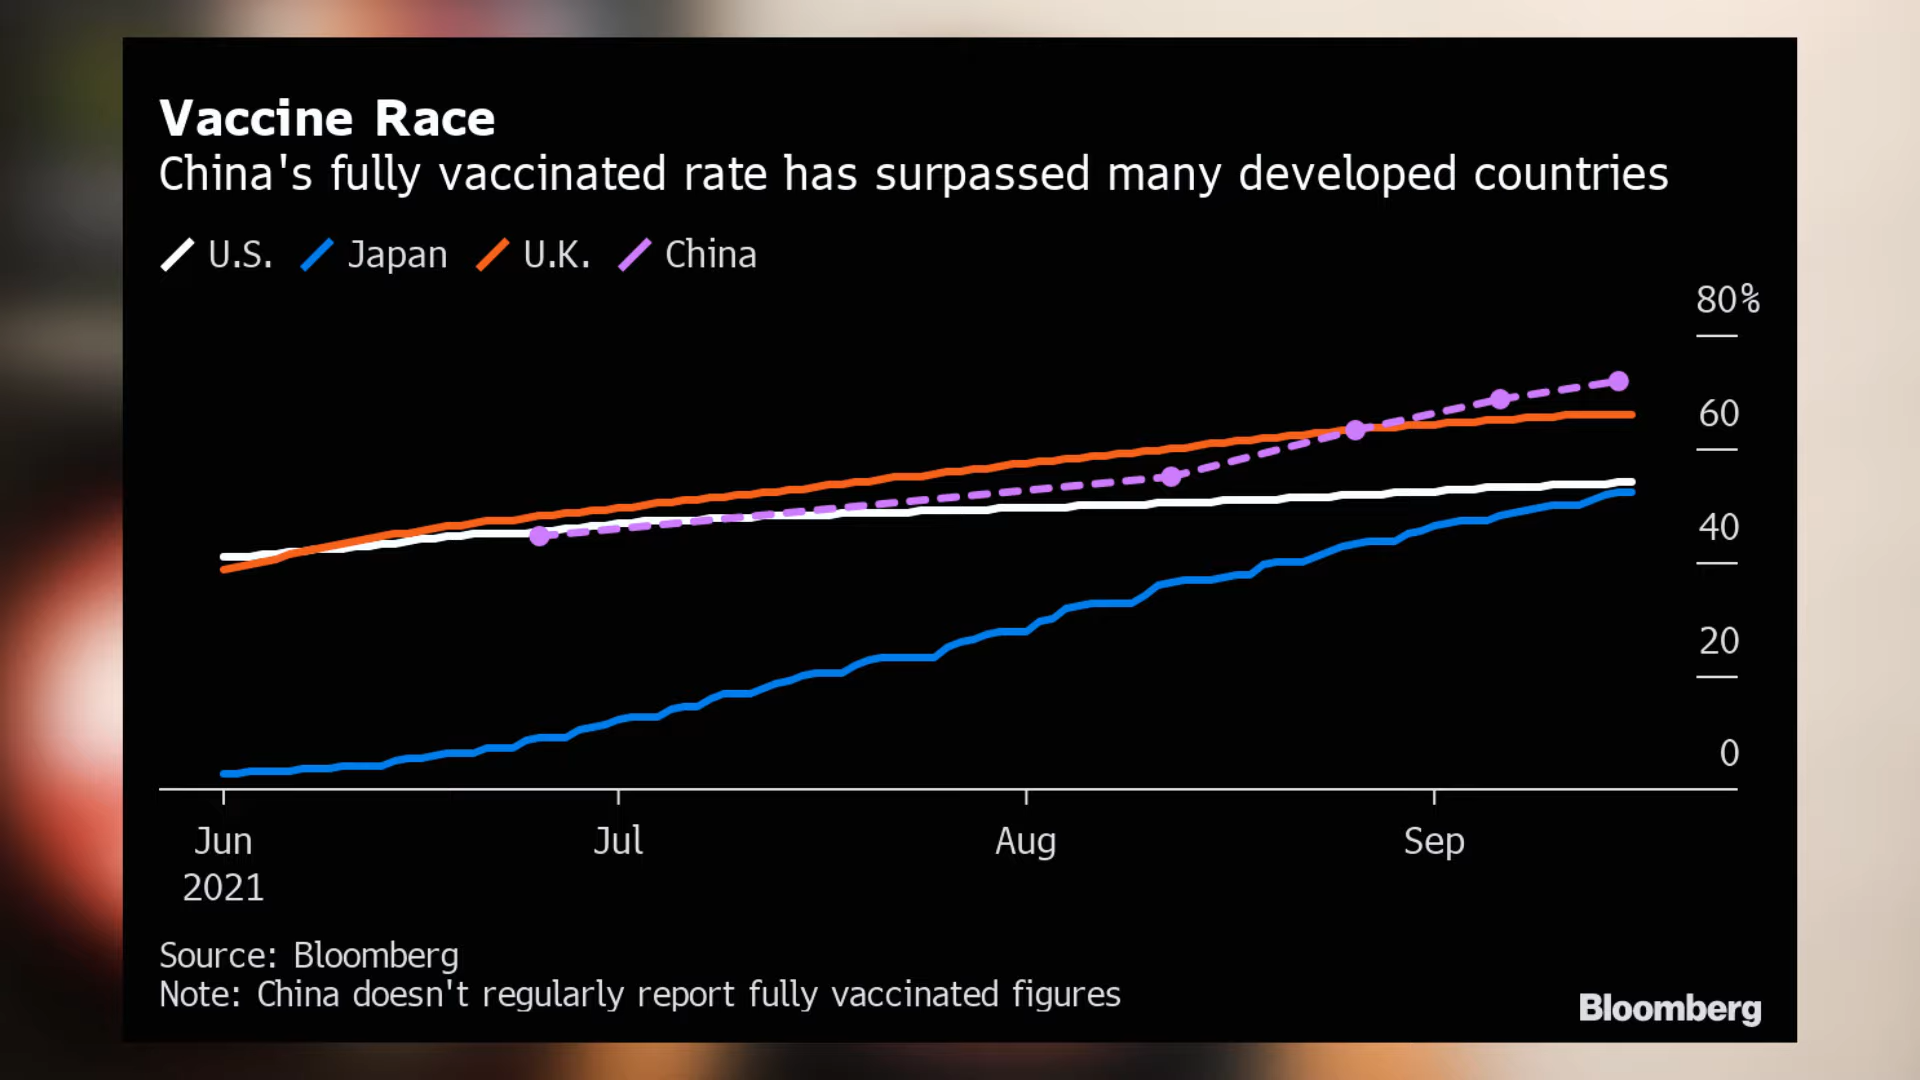 Vaccine Race
China's fully vaccinated rate has surpassed many developed countries
U.S. Japan U.K. China
80%
60
40
20
0
Jun Jul Aug Sep
2021
Source: Bloomberg
Note: China doesn't regularly report fully vaccinated figures
Bloomberg